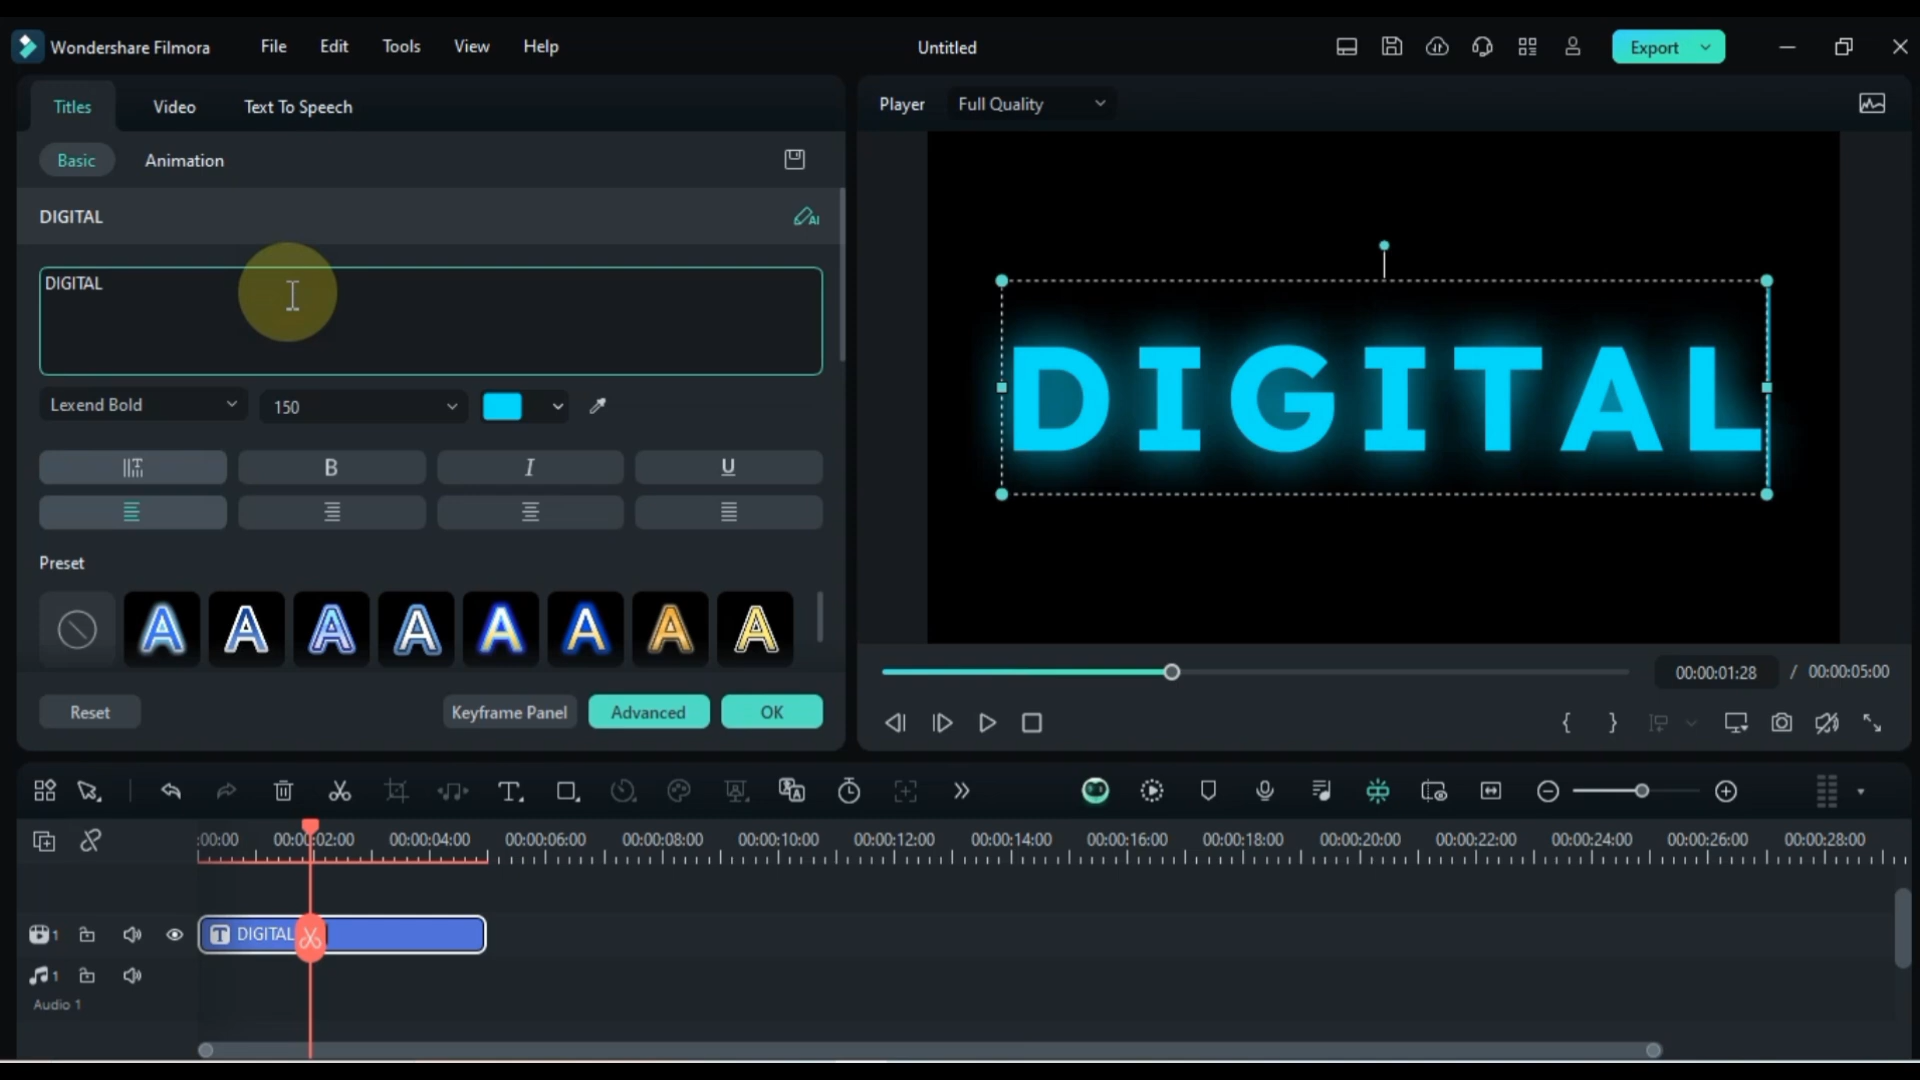 Wondershare Filmora File Edit Tools View Help Untitled Export
Titles Video Text To Speech
Player Full Quality
Basic Animation
DIGITAL AI
DIGITAL
DIGITAL
Lexend Bold 150
T B I U
Preset
A A A A A A A A
Reset Keyframe Panel Advanced OK
00:00:01:28 / 00:00:05:00
{ }
:00:00 00:00:02:00 00:00:04:00 00:00:06:00 00:00:08:00 00:00:10:00 00:00:12:00 00:00:14:00 00:00:16:00 00:00:18:00 00:00:20:00 00:00:22:00 00:00:24:00 00:00:26:00 00:00:28:00
1 T DIGITAL
1
Audio 1